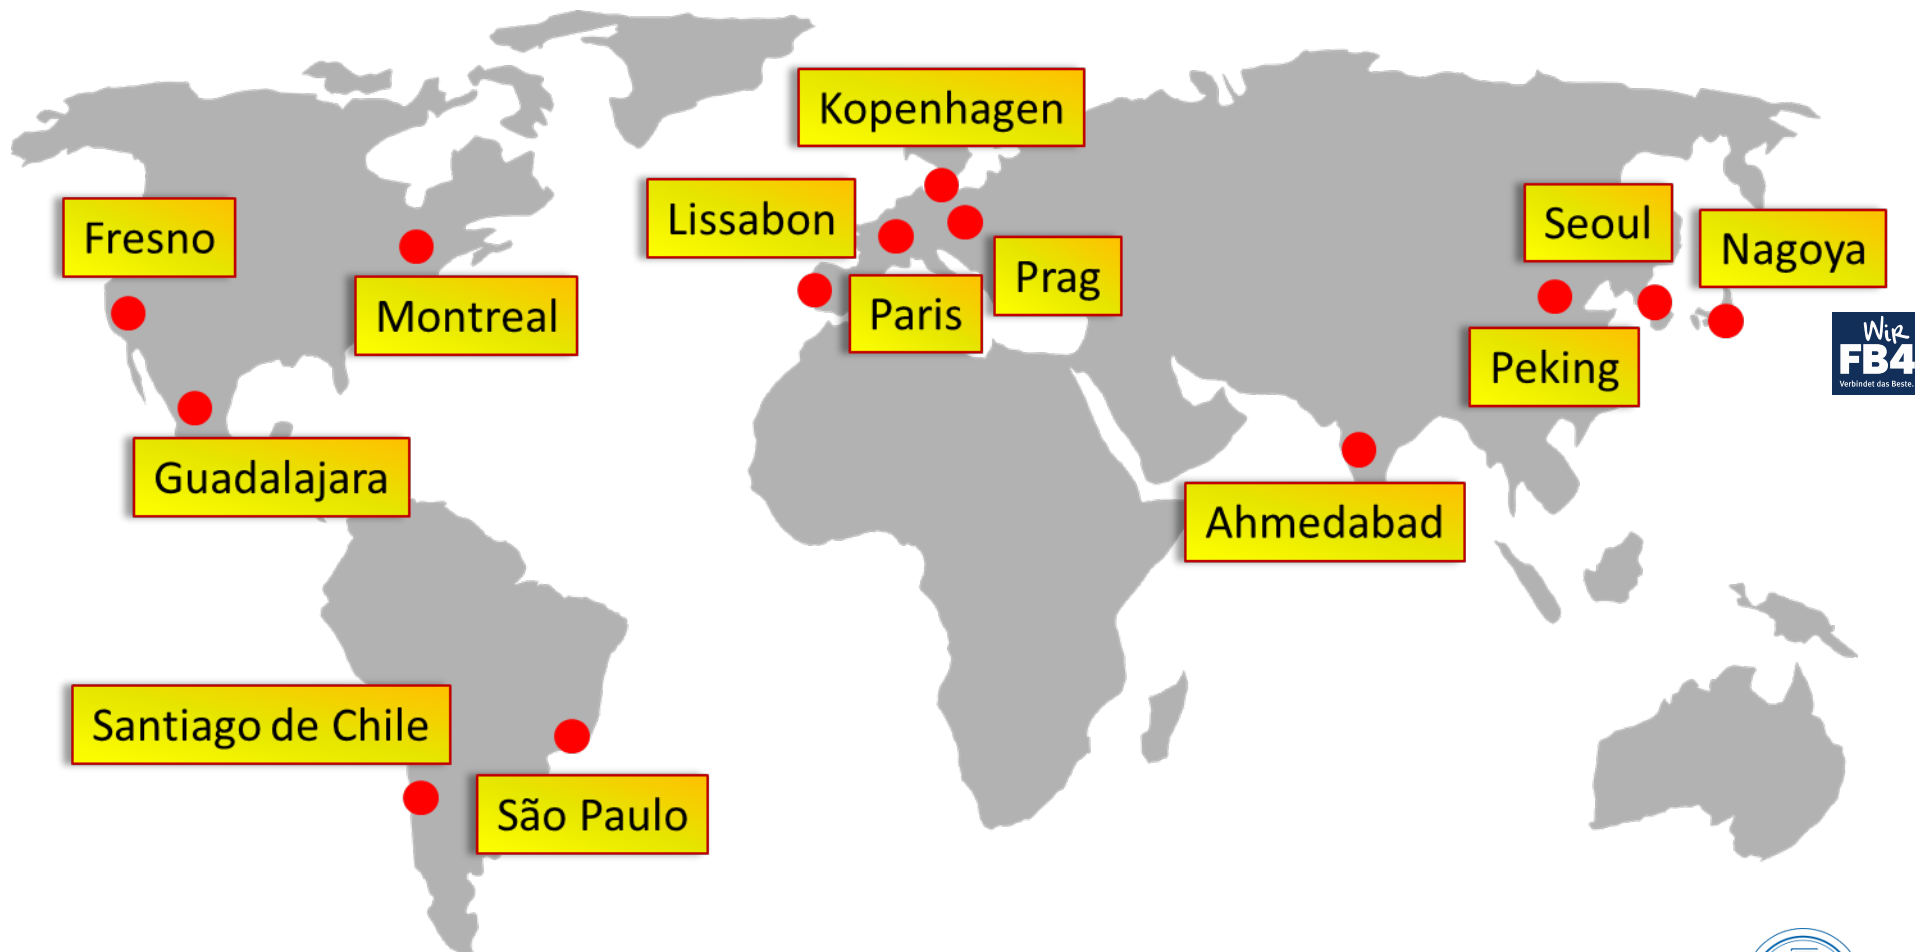 Kopenhagen
Lissabon
Fresno
Seoul
Nagoya
Prag
Paris
Montreal
Peking
WiR
FB4
Verbindet das Beste.
Guadalajara
Ahmedabad
Santiago de Chile
São Paulo